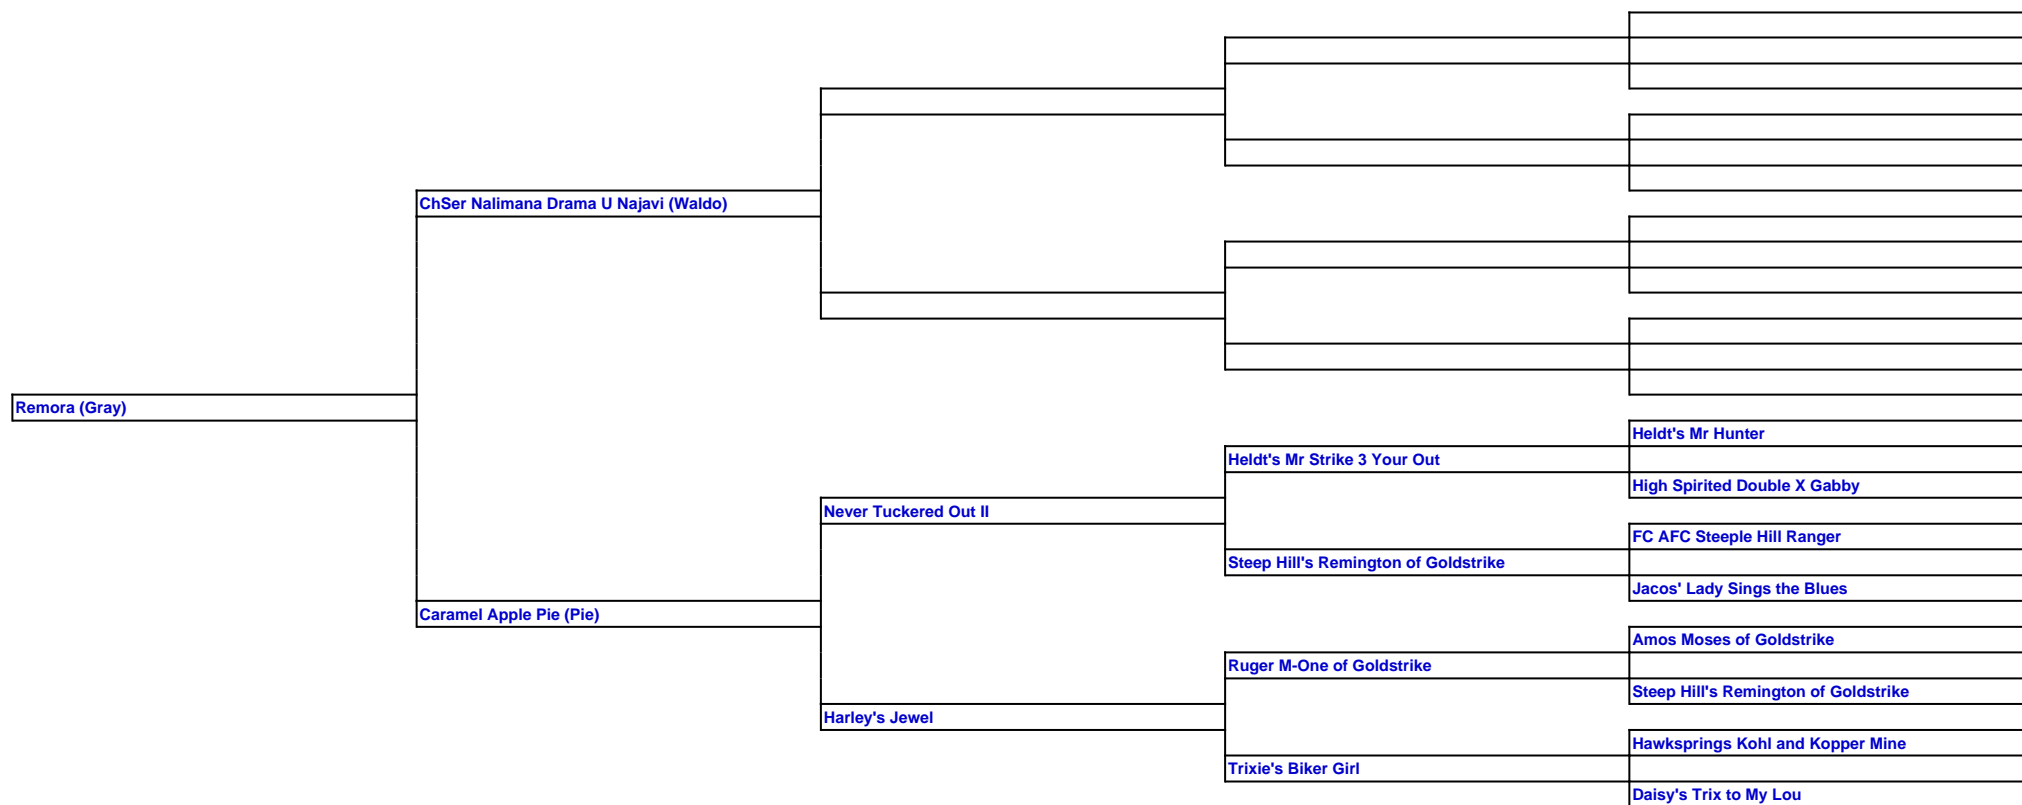 ChSer Nalimana Drama U Najavi (Waldo)
Remora (Gray)
Heldt's Mr Hunter
Heldt's Mr Strike 3 Your Out
High Spirited Double X Gabby
Never Tuckered Out II
FC AFC Steeple Hill Ranger
Steep Hill's Remington of Goldstrike
Jacos' Lady Sings the Blues
Caramel Apple Pie (Pie)
Amos Moses of Goldstrike
Ruger M-One of Goldstrike
Steep Hill's Remington of Goldstrike
Harley's Jewel
Hawksprings Kohl and Kopper Mine
Trixie's Biker Girl
Daisy's Trix to My Lou